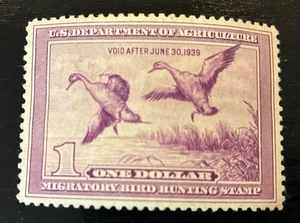 U.S. DEPARTMENT OF AGRICULTURE
VOID AFTER JUNE 30, 1939
1 ONE DOLLAR
MIGRATORY BIRD HUNTING STAMP